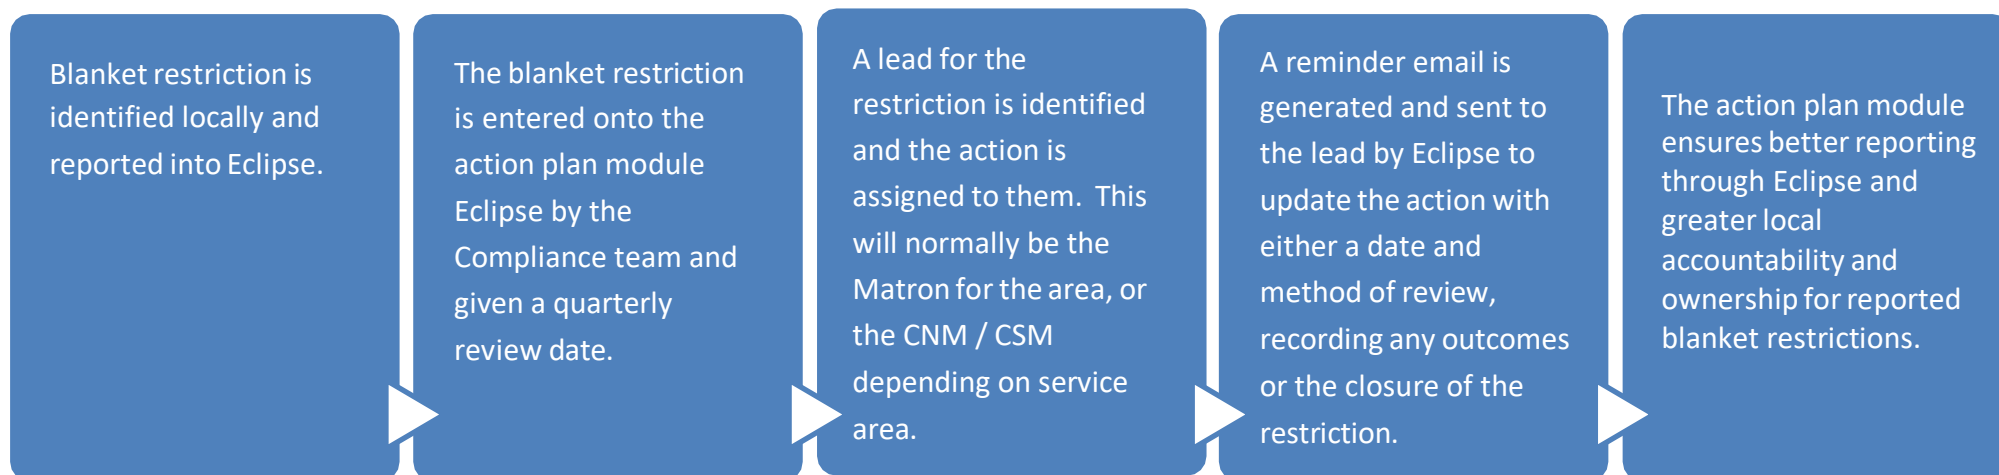 Blanket restriction is
identified locally and
reported into Eclipse.
The blanket restriction
is entered onto the
action plan module
Eclipse by the
Compliance team and
given a quarterly
review date.
A lead for the
restriction is identified
and the action is
assigned to them. This
will normally be the
Matron for the area, or
the CNM / CSM
depending on service
area.
A reminder email is
generated and sent to
the lead by Eclipse to
update the action with
either a date and
method of review,
recording any outcomes
or the closure of the
restriction.
The action plan module
ensures better reporting
through Eclipse and
greater local
accountability and
ownership for reported
blanket restrictions.